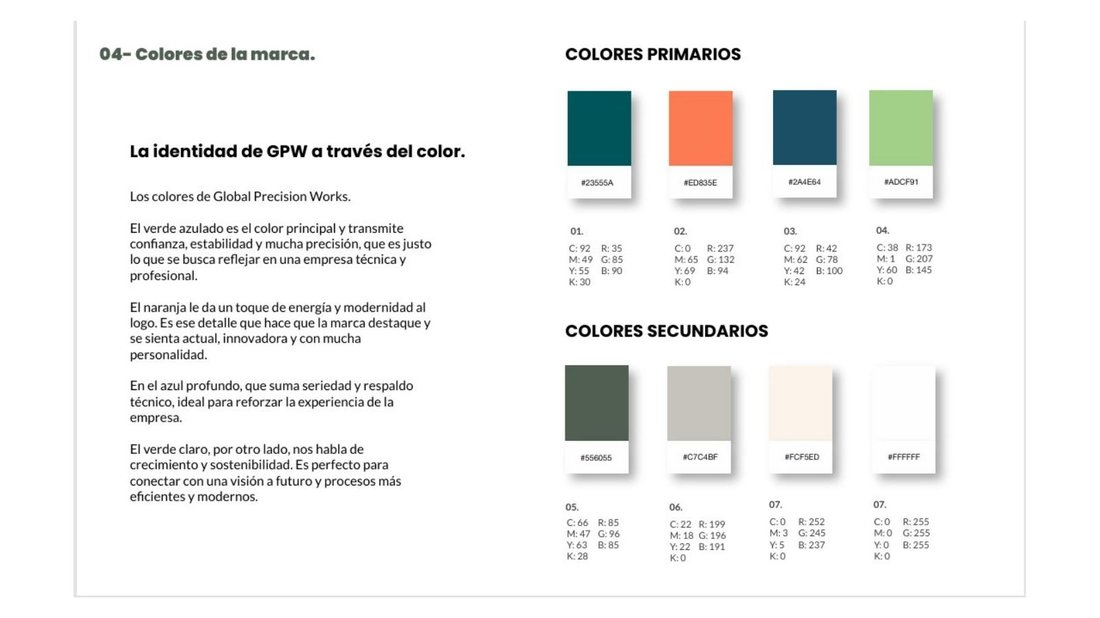 04- Colores de la marca.
La identidad de GPW a través del color.
Los colores de Global Precision Works.
El verde azulado es el color principal y transmite
confianza, estabilidad y mucha precisión, que es justo
lo que se busca reflejar en una empresa técnica y
profesional.
El naranja le da un toque de energía y modernidad al
logo. Es ese detalle que hace que la marca destaque y
se sienta actual, innovadora y con mucha
personalidad.
En el azul profundo, que suma seriedad y respaldo
técnico, ideal para reforzar la experiencia de la
empresa.
El verde claro, por otro lado, nos habla de
crecimiento y sostenibilidad. Es perfecto para
conectar con una visión a futuro y procesos más
eficientes y modernos.
COLORES PRIMARIOS
#23555A
01.
C: 92 R: 35
M: 49 G: 85
Y: 55 B: 90
K: 30
#ED835E
02.
C: 0 R: 237
M: 65 G: 132
Y: 69 B: 94
K: 0
#2A4E64
03.
C: 92 R: 42
M: 62 G: 78
Y: 42 B: 100
K: 24
#ADCF91
04.
C: 38 R: 173
M: 1 G: 207
Y: 60 B: 145
K: 0
COLORES SECUNDARIOS
#556055
05.
C: 66 R: 85
M: 47 G: 96
Y: 63 B: 85
K: 28
#C7C4BF
06.
C: 22 R: 199
M: 18 G: 196
Y: 22 B: 191
K: 0
#FCF5ED
07.
C: 0 R: 252
M: 3 G: 245
Y: 5 B: 237
K: 0
#FFFFFF
07.
C: 0 R: 255
M: 0 G: 255
Y: 0 B: 255
K: 0